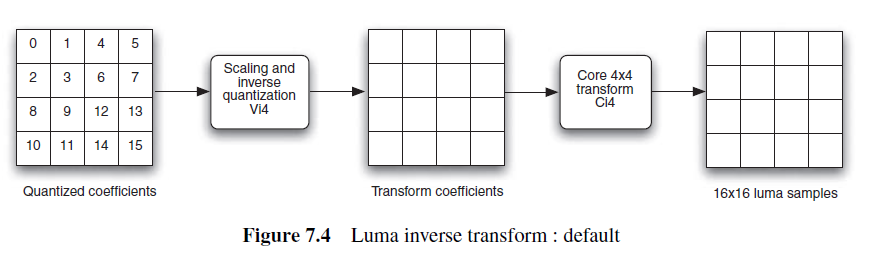 0 1 4 5
2 3 6 7
8 9 12 13
10 11 14 15
Scaling and
inverse
quantization
Vi4
Core 4x4
transform
Ci4
Quantized coefficients
Transform coefficients
16x16 luma samples
Figure 7.4 Luma inverse transform : default